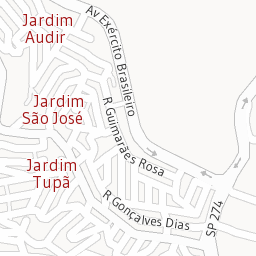 Jardim
Audir
Av Exército Brasileiro
Jardim
São José
R Guimarães Rosa
Jardim
Tupã
R Gonçalves Dias
SP 274